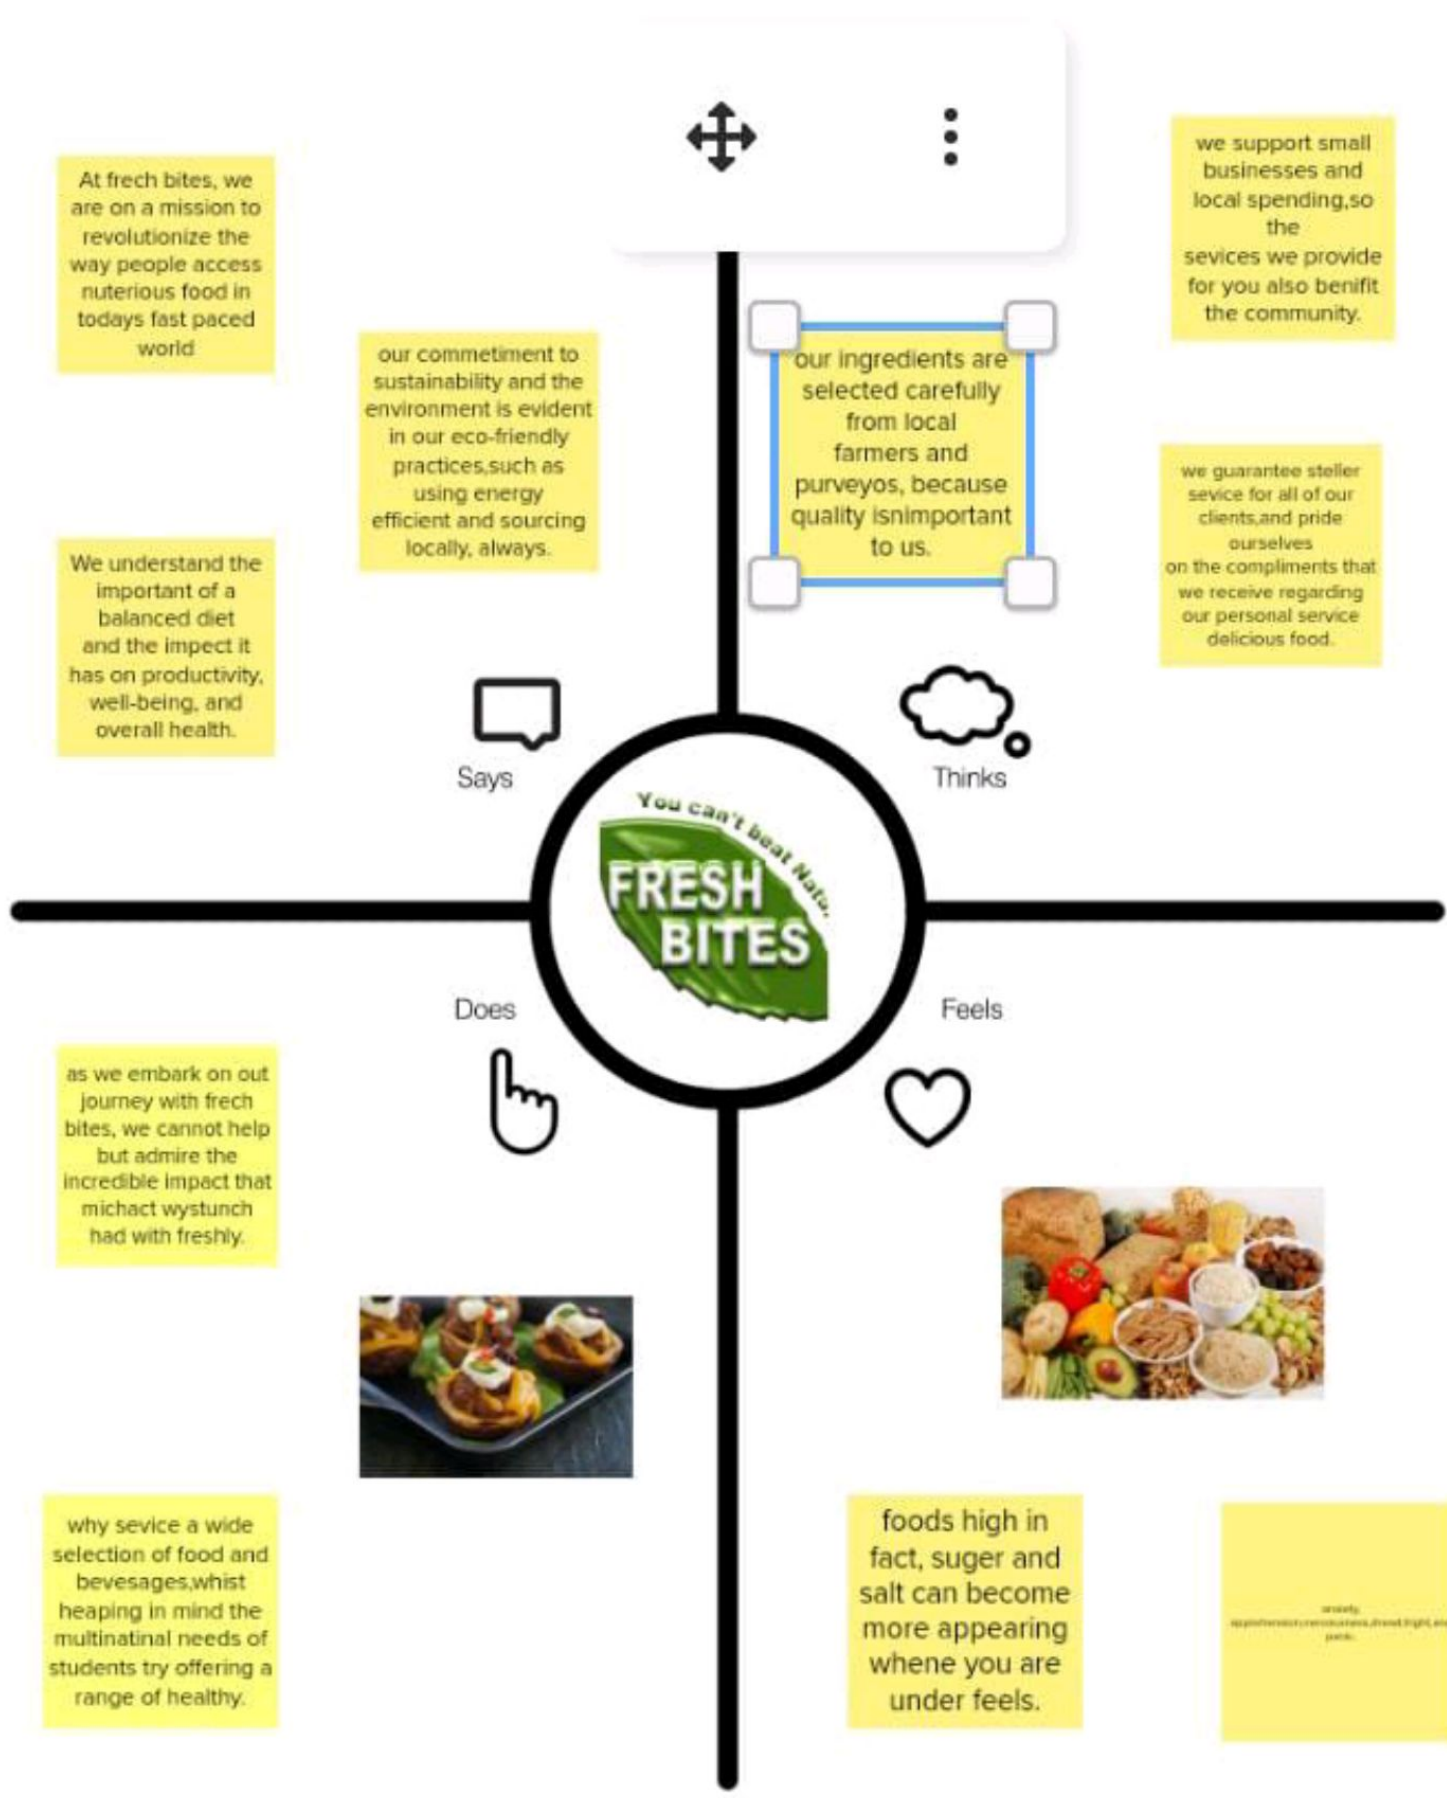 At frech bites, we
are on a mission to
revolutionize the
way people access
nuterious food in
todays fast paced
world
our commetiment to
sustainability and the
environment is evident
in our eco-friendly
practices,such as
using energy
efficient and sourcing
locally, always.
We understand the
important of a
balanced diet
and the impect it
has on productivity,
well-being, and
overall health.
Says
our ingredients are
selected carefully
from local
farmers and
purveyos, because
quality isnimportant
to us.
we support small
businesses and
local spending,so
the
sevices we provide
for you also benifit
the community.
we guarantee steller
sevice for all of our
clients,and pride
ourselves
on the compliments that
we receive regarding
our personal service
delicious food.
Thinks
You can't beat Natu
FRESH
BITES
Does
as we embark on out
journey with frech
bites, we cannot help
but admire the
incredible impact that
michact wystunch
had with freshly.
why sevice a wide
selection of food and
bevesages,whist
heaping in mind the
multinatinal needs of
students try offering a
range of healthy.
Feels
foods high in
fact, suger and
salt can become
more appearing
whene you are
under feels.
anxiety,
panic.